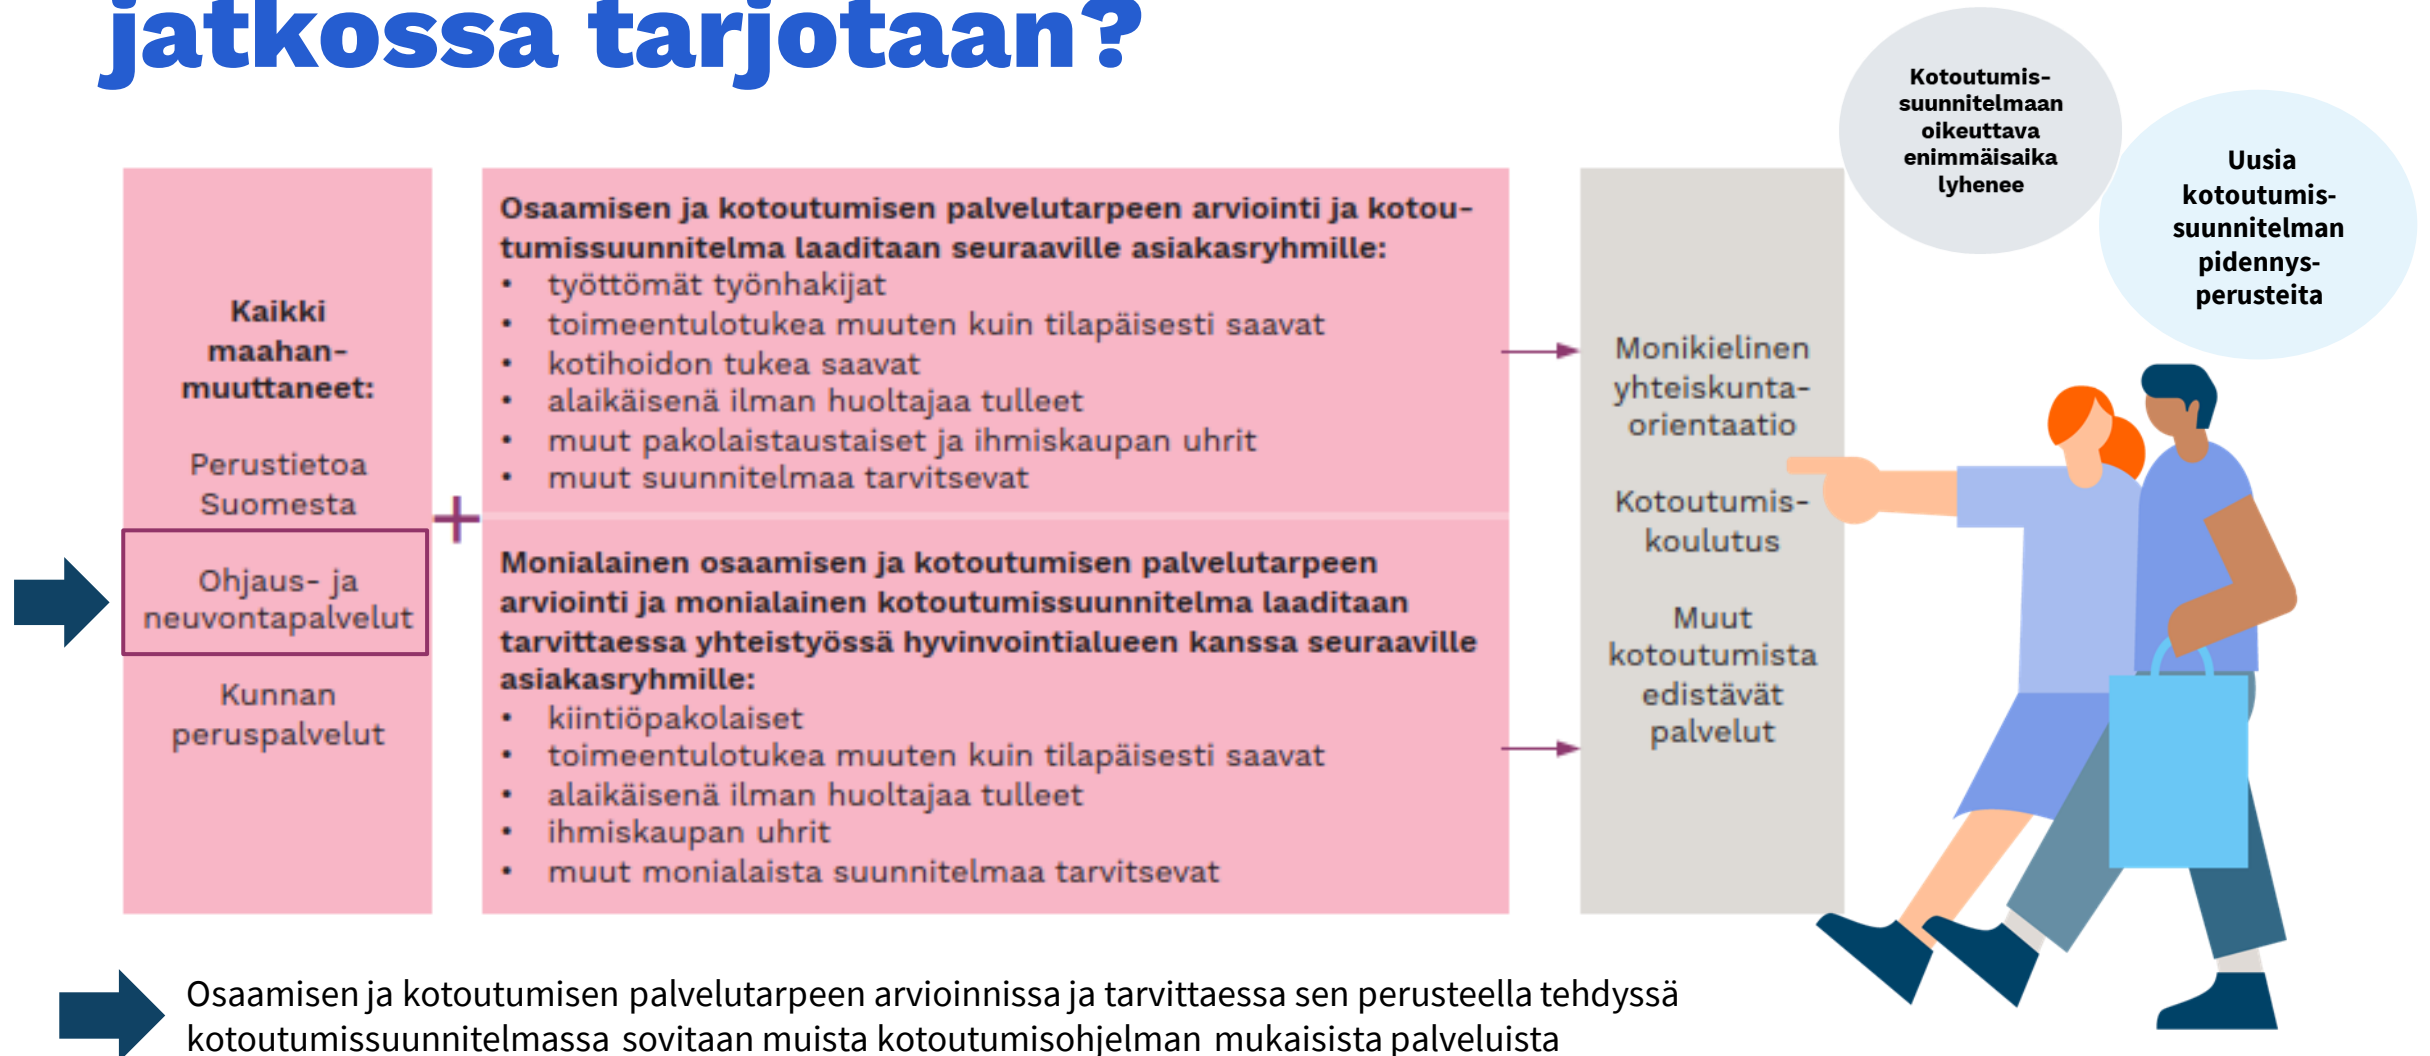 jatkossa tarjotaan?
Kotoutumis-
suunnitelmaan
oikeuttava
enimmäisaika
lyhenee
Uusia
kotoutumis-
suunnitelman
pidennys-
perusteita
Kaikki
maahan-
muuttaneet:
Perustietoa
Suomesta
Ohjaus- ja
neuvontapalvelut
Kunnan
peruspalvelut
+
Osaamisen ja kotoutumisen palvelutarpeen arviointi ja kotou-
tumissuunnitelma laaditaan seuraaville asiakasryhmille:
• työttömät työnhakijat
• toimeentulotukea muuten kuin tilapäisesti saavat
• kotihoidon tukea saavat
• alaikäisenä ilman huoltajaa tulleet
• muut pakolaistaustaiset ja ihmiskaupan uhrit
• muut suunnitelmaa tarvitsevat
Monialainen osaamisen ja kotoutumisen palvelutarpeen
arviointi ja monialainen kotoutumissuunnitelma laaditaan
tarvittaessa yhteistyössä hyvinvointialueen kanssa seuraaville
asiakasryhmille:
• kiintiöpakolaiset
• toimeentulotukea muuten kuin tilapäisesti saavat
• alaikäisenä ilman huoltajaa tulleet
• ihmiskaupan uhrit
• muut monialaista suunnitelmaa tarvitsevat
Monikielinen
yhteiskunta-
orientaatio
Kotoutumis-
koulutus
Muut
kotoutumista
edistävät
palvelut
Osaamisen ja kotoutumisen palvelutarpeen arvioinnissa ja tarvittaessa sen perusteella tehdyssä
kotoutumissuunnitelmassa sovitaan muista kotoutumisohjelman mukaisista palveluista